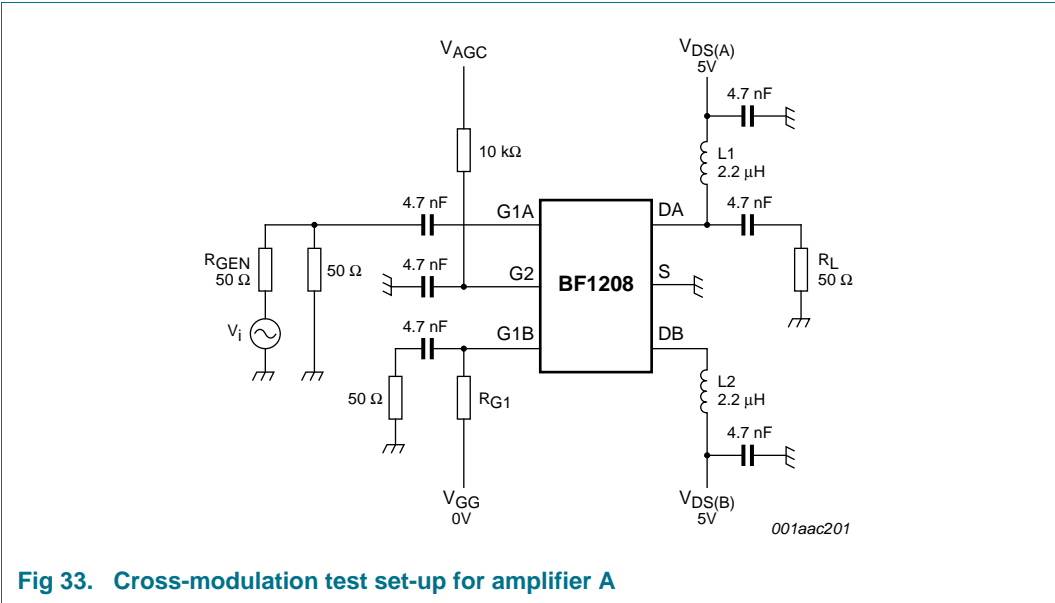 VAGC
VDS(A)
5V
4.7 nF
10 kΩ
L1
2.2 μH
4.7 nF
G1A
DA
4.7 nF
RGEN
50 Ω
50 Ω
4.7 nF
G2
BF1208
S
RL
50 Ω
Vi
4.7 nF
G1B
DB
50 Ω
RG1
L2
2.2 μH
4.7 nF
VGG
0V
VDS(B)
5V
001aac201
Fig 33. Cross-modulation test set-up for amplifier A